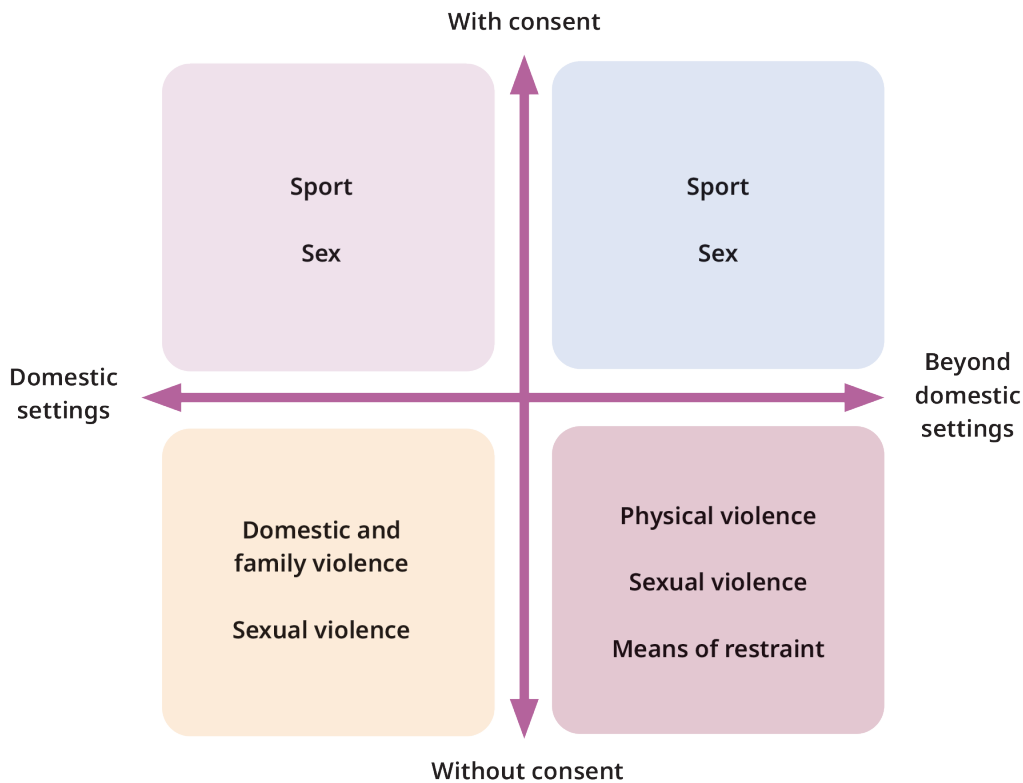 With consent
Sport
Sex
Sport
Sex
Domestic
settings
Beyond
domestic
settings
Domestic and
family violence
Sexual violence
Physical violence
Sexual violence
Means of restraint
Without consent